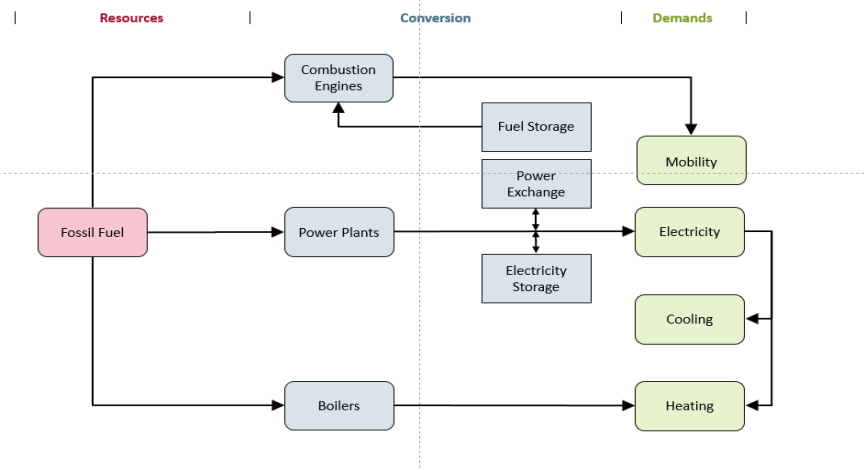 Resources
Conversion
Demands
Combustion
Engines
Fuel Storage
Mobility
Power
Exchange
Fossil Fuel
Power Plants
Electricity
Electricity
Storage
Cooling
Boilers
Heating